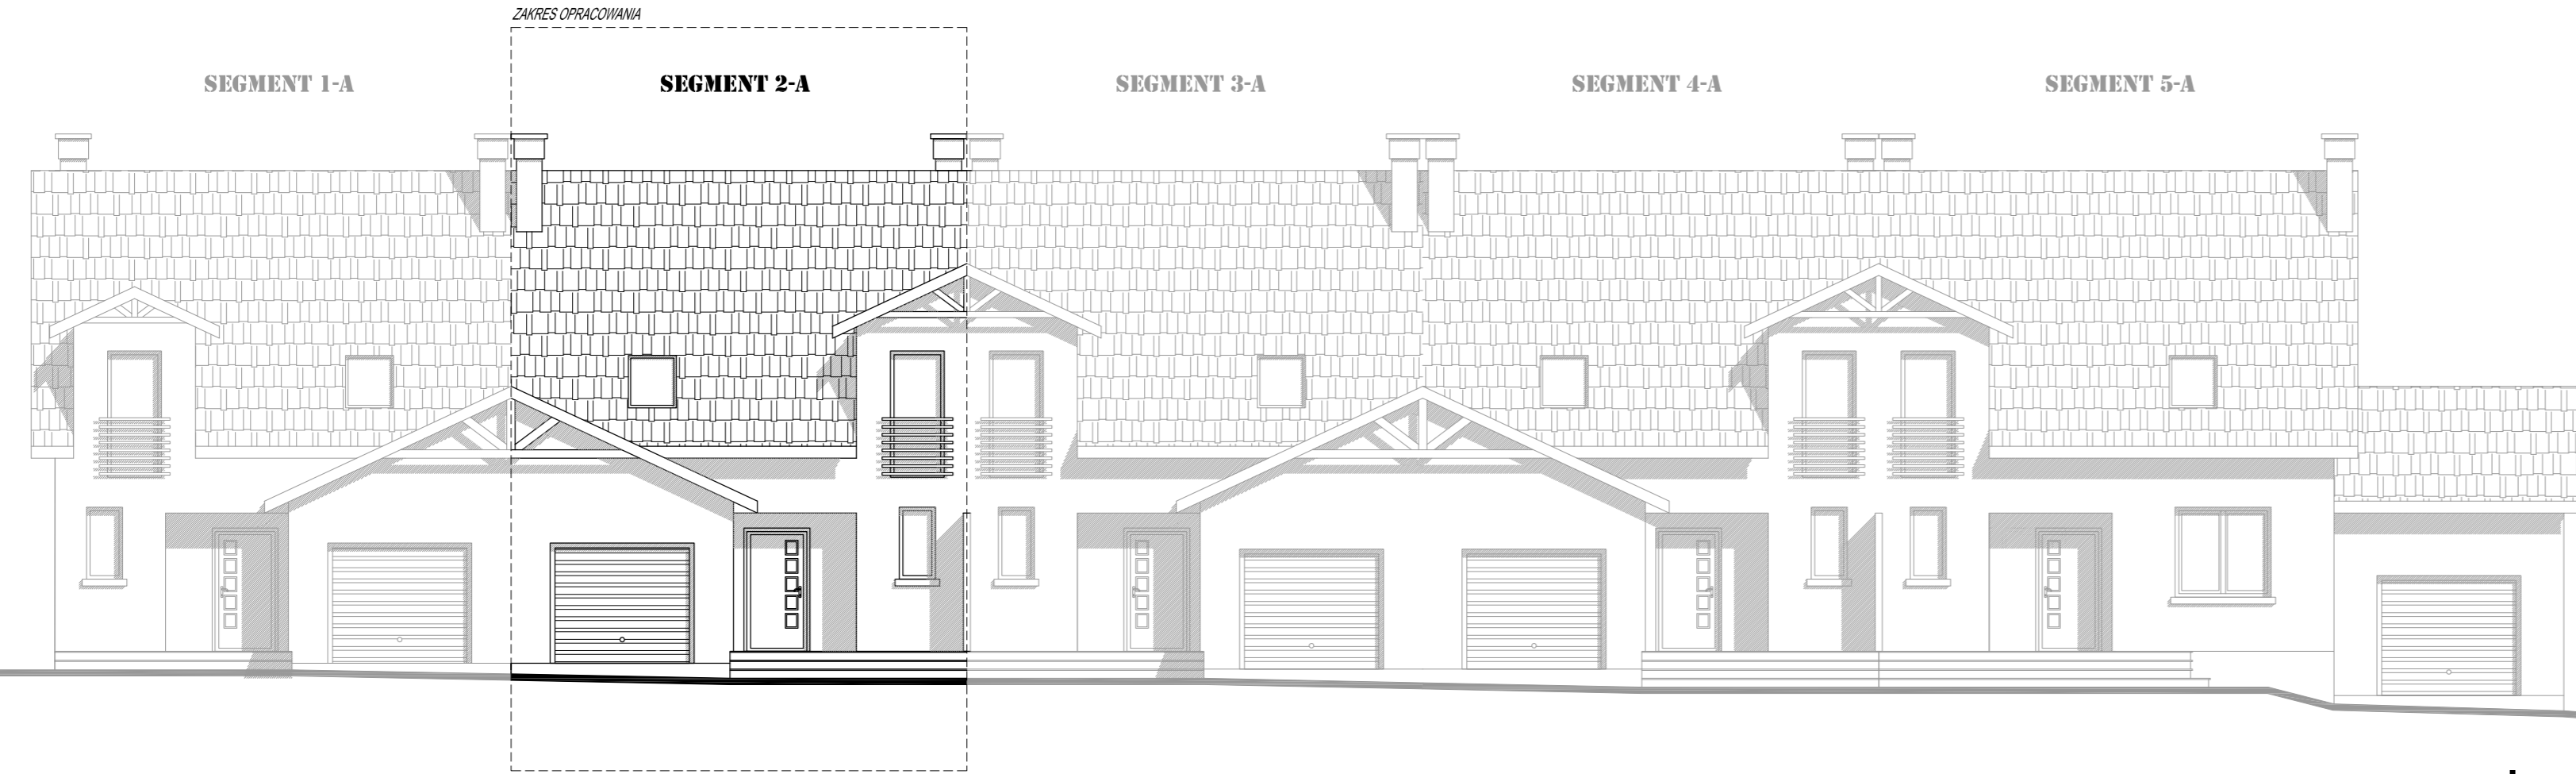 ZAKRES OPRACOWANIA
SEGMENT 1-A
SEGMENT 2-A
SEGMENT 3-A
SEGMENT 4-A
SEGMENT 5-A